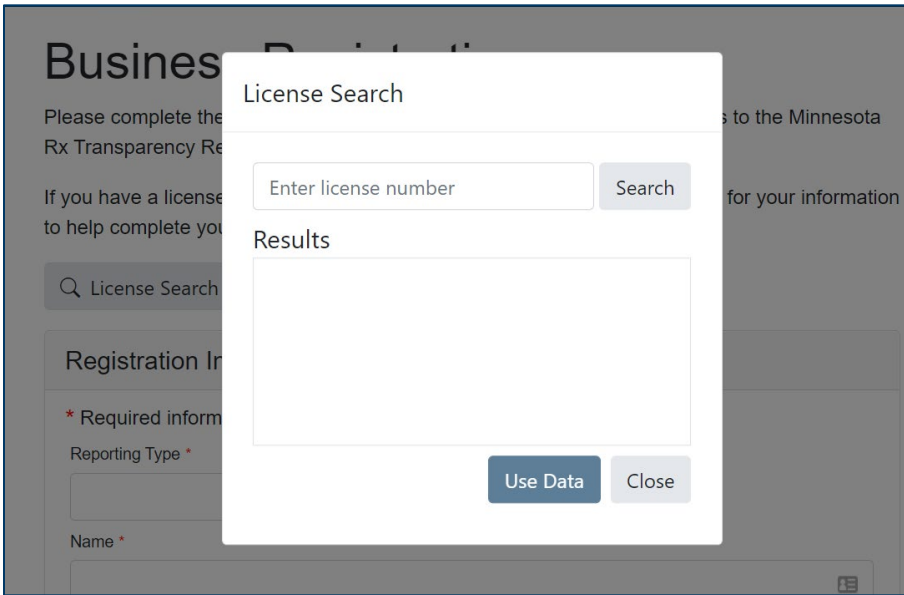 Business
License Search
Please complete the s to the Minnesota
Rx Transparency Re
Enter license number Search
If you have a license for your information
to help complete you
Results
License Search
Registration In
* Required inform
Reporting Type *
Use Data Close
Name *